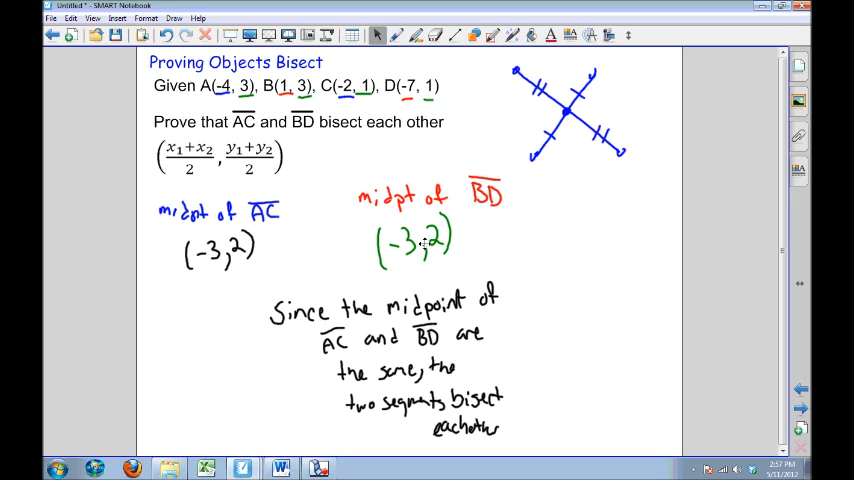 Untitled * - SMART Notebook
File Edit View Insert Format Draw Help
Proving Objects Bisect
Given A(-4, 3), B(1, 3), C(-2, 1), D(-7, 1)
Prove that AC and BD bisect each other
(x₁+x₂/2 , y₁+y₂/2)
midpt of BD
midpt of AC
(-3,2)
(-3,2)
Since the midpoint of
AC and BD are
the same, the
two segments bisect
eachother
2:57 PM
5/11/2012